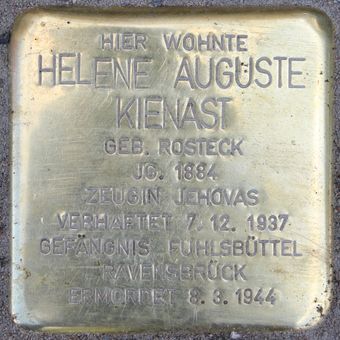 HIER WOHNTE
HELENE AUGUSTE
KIENAST
GEB. ROSTECK
JG. 1884
ZEUGIN JEHOVAS
VERHAFTET 7. 12. 1937
GEFÄNGNIS FUHLSBÜTTEL
RAVENSBRÜCK
ERMORDET 8. 3. 1944